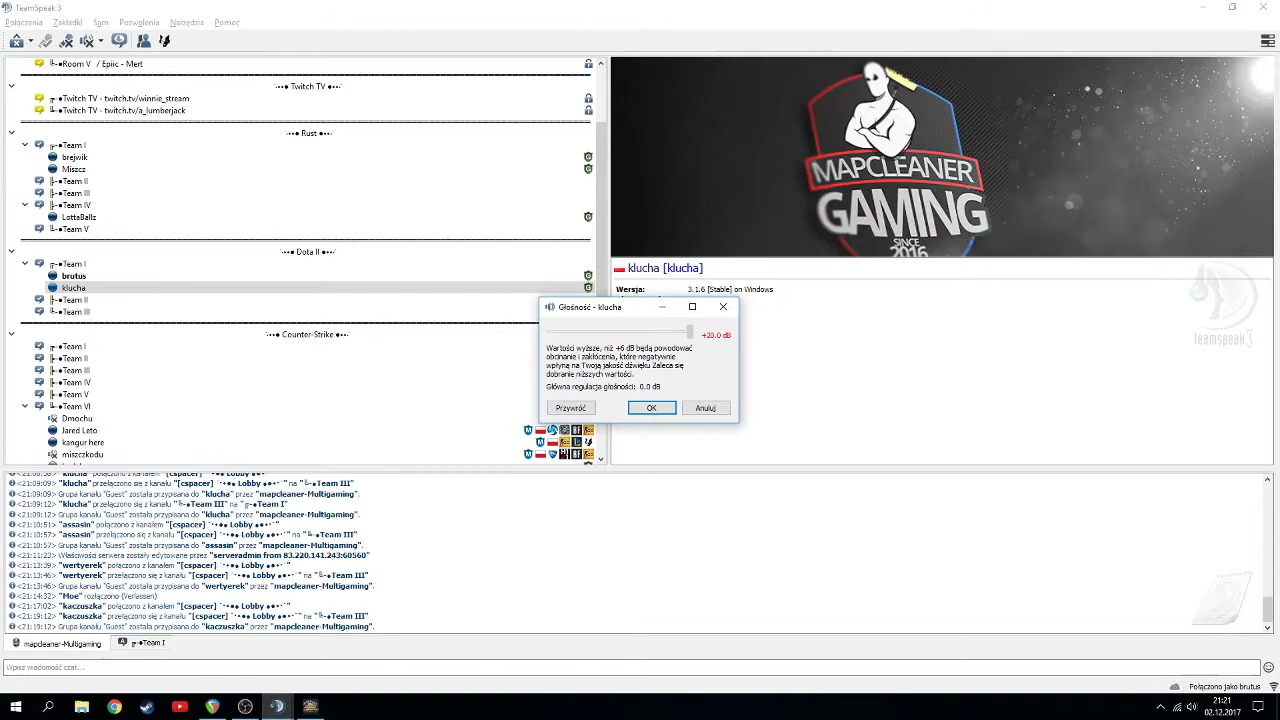 TeamSpeak 3
Połączenia Zakładki Sam Pozwolenia Narzędzia Pomoc
Room V / Epiic - Mert
Twitch TV
Twitch TV - twitch.tv/winnie_stream
Twitch TV - twitch.tv/a_lumberjack
Rust
Team I
brejwik
Miszcz
Team II
Team III
Team IV
LottaBallz
Team V
Dota II
Team I
brutus
klucha
Team II
Team III
Counter-Strike
Team I
Team II
Team III
Team IV
Team V
Team VI
Dmochu
Jared Leto
kangur here
miszczkodu
MAPCLEANER
GAMING
SINCE
2016
klucha [klucha]
Wersja: 3.1.6 [Stable] on Windows
teamspeak3
Głośność - klucha
+20.0 dB
Wartości wyższe, niż +6 dB będą powodować
obcinanie i zakłócenia, które negatywnie
wpłyną na Twoją jakość dźwięku Zaleca się
dobranie niższych wartości.
Główna regulacja głośności: 0.0 dB
Przywróć OK Anuluj
<21:08:58> "klucha" połączono z kanałem "[cspacer] Lobby"
<21:09:09> "klucha" przełączono się z kanału "[cspacer] Lobby" na "Team III"
<21:09:09> Grupa kanału "Guest" została przypisana do "klucha" przez "mapcleaner-Multigaming".
<21:09:12> "klucha" przełączono się z kanału "Team III" na "Team I"
<21:09:12> Grupa kanału "Guest" została przypisana do "klucha" przez "mapcleaner-Multigaming".
<21:10:51> "assasin" połączono z kanałem "[cspacer] Lobby"
<21:10:57> "assasin" przełączono się z kanału "[cspacer] Lobby" na "Team III"
<21:10:57> Grupa kanału "Guest" została przypisana do "assasin" przez "mapcleaner-Multigaming".
<21:11:23> Właściwości serwera zostały edytowane przez "serveradmin from 83.220.141.243:60560"
<21:13:39> "wertyerek" połączono z kanałem "[cspacer] Lobby"
<21:13:46> "wertyerek" przełączono się z kanału "[cspacer] Lobby" na "Team III"
<21:13:46> Grupa kanału "Guest" została przypisana do "wertyerek" przez "mapcleaner-Multigaming".
<21:14:32> "Moe" rozłączono (Verlassen)
<21:17:02> "kaczuszka" połączono z kanałem "[cspacer] Lobby"
<21:19:12> "kaczuszka" przełączono się z kanału "[cspacer] Lobby" na "Team III"
<21:19:12> Grupa kanału "Guest" została przypisana do "kaczuszka" przez "mapcleaner-Multigaming".
mapcleaner-Multigaming Team I
Wpisz wiadomość czat...
Połączono jako brutus
21:21
02.12.2017